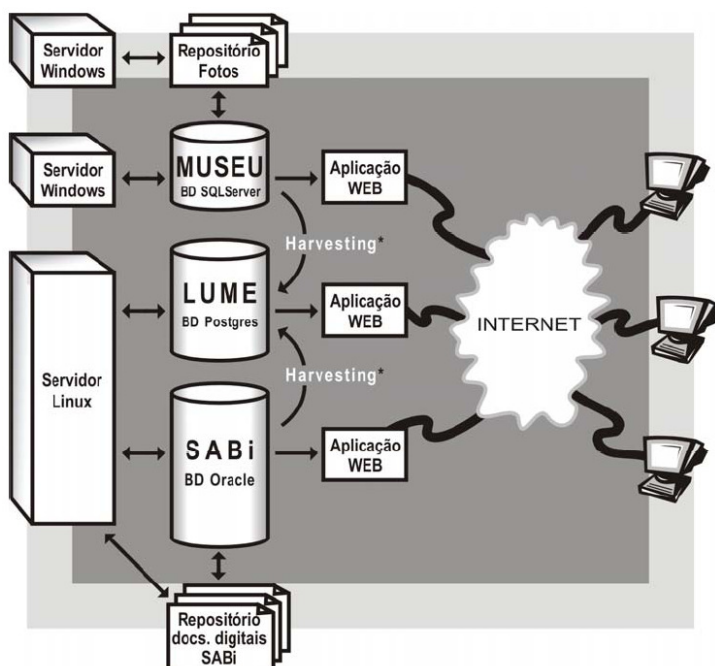 Servidor
Windows
Repositório
Fotos
Servidor
Windows
MUSEU
BD SQLServer
Aplicação
WEB
Harvesting*
LUME
BD Postgres
Aplicação
WEB
INTERNET
Servidor
Linux
Harvesting*
SABi
BD Oracle
Aplicação
WEB
Repositório
docs. digitais
SABi